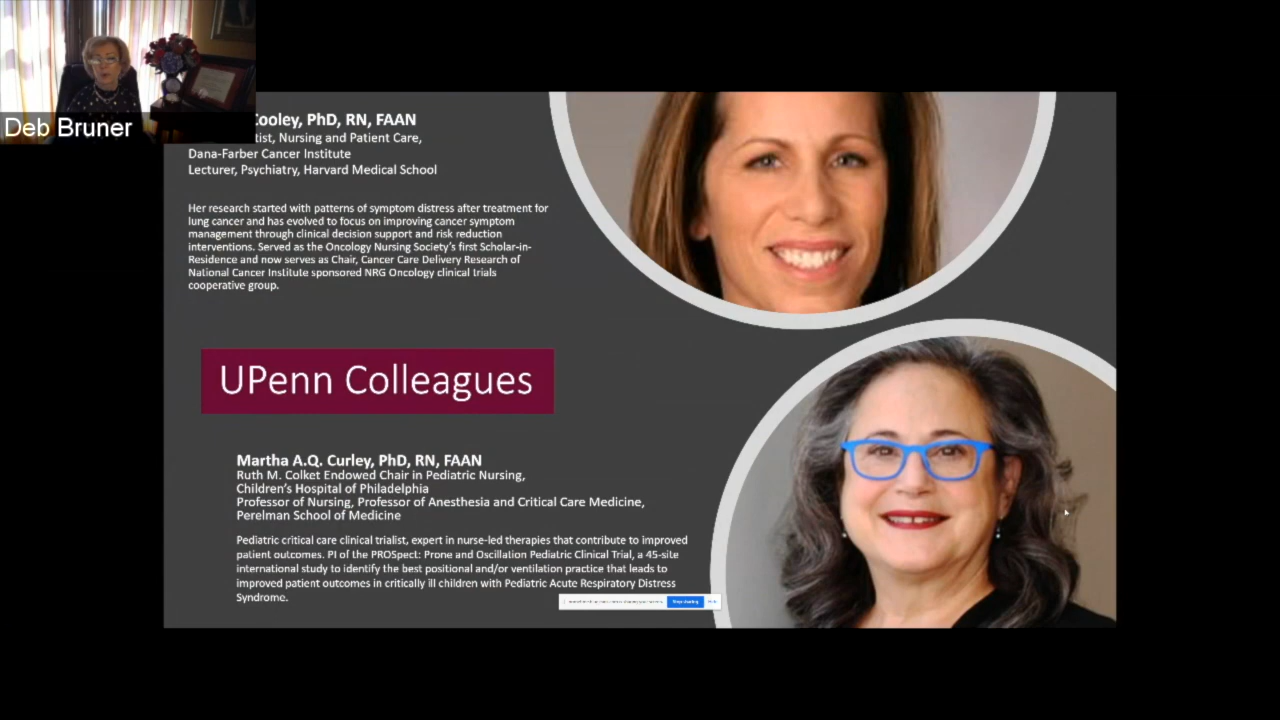 Deb Bruner
Cooley, PhD, RN, FAAN
tist, Nursing and Patient Care,
Dana-Farber Cancer Institute
Lecturer, Psychiatry, Harvard Medical School
Her research started with patterns of symptom distress after treatment for
lung cancer and has evolved to focus on improving cancer symptom
management through clinical decision support and risk reduction
interventions. Served as the Oncology Nursing Society's first Scholar-in-
Residence and now serves as Chair, Cancer Care Delivery Research of
National Cancer Institute sponsored NRG Oncology clinical trials
cooperative group.
UPenn Colleagues
Martha A.Q. Curley, PhD, RN, FAAN
Ruth M. Colket Endowed Chair in Pediatric Nursing,
Children's Hospital of Philadelphia
Professor of Nursing, Professor of Anesthesia and Critical Care Medicine,
Perelman School of Medicine
Pediatric critical care clinical trialist, expert in nurse-led therapies that contribute to improved
patient outcomes. PI of the PROSpect: Prone and Oscillation Pediatric Clinical Trial, a 45-site
international study to identify the best positional and/or ventilation practice that leads to
improved patient outcomes in critically ill children with Pediatric Acute Respiratory Distress
Syndrome.
Stop sharing
Hide